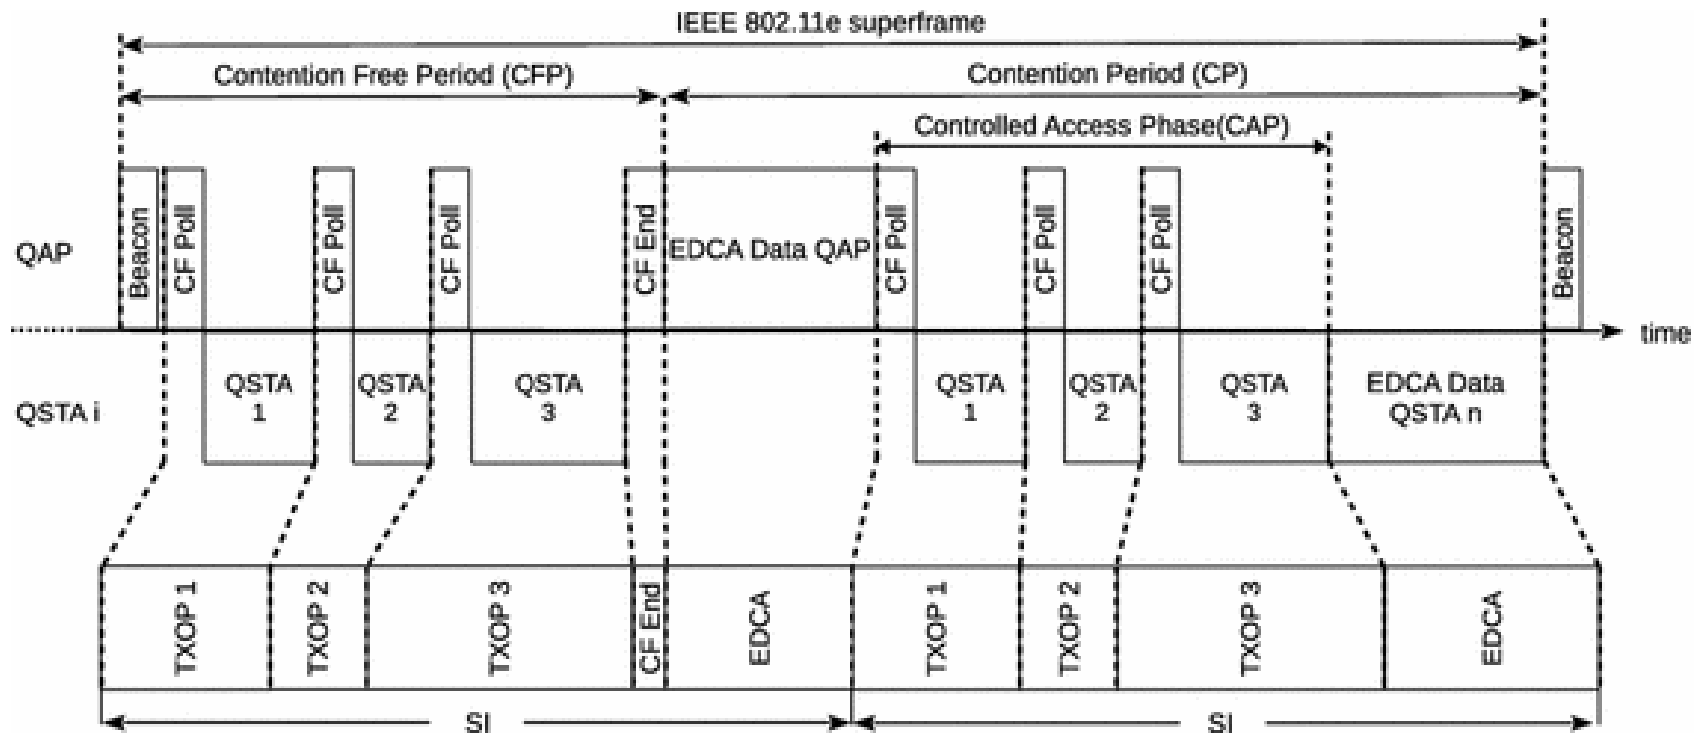 IEEE 802.11e superframe
Contention Free Period (CFP)
Contention Period (CP)
Controlled Access Phase(CAP)
QAP
Beacon
CF Poll
CF Poll
CF Poll
CF End
EDCA Data QAP
CF Poll
CF Poll
CF Poll
Beacon
time
QSTA i
QSTA
1
QSTA
2
QSTA
3
QSTA
1
QSTA
2
QSTA
3
EDCA Data
QSTA n
TXOP 1
TXOP 2
TXOP 3
CF End
EDCA
TXOP 1
TXOP 2
TXOP 3
EDCA
SI
SI